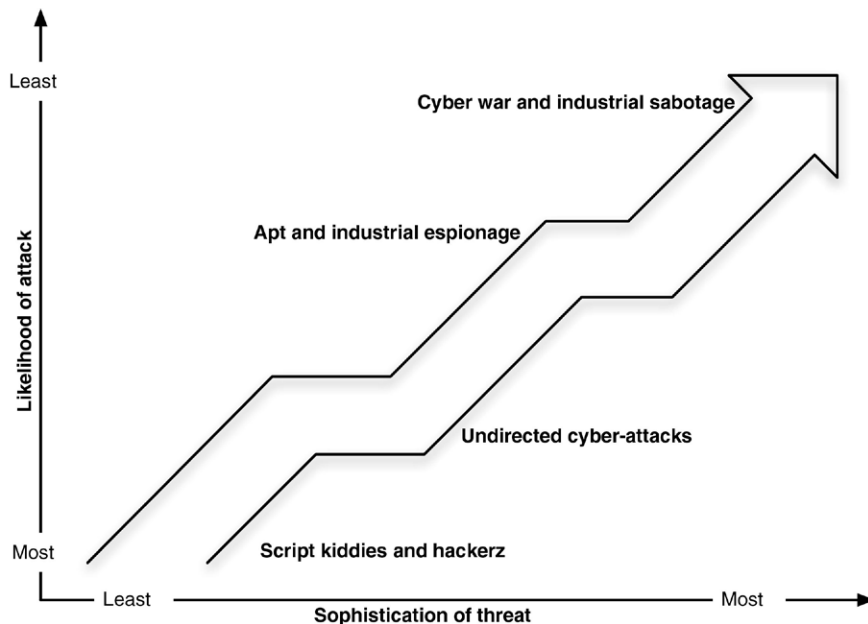 Least
Cyber war and industrial sabotage
Apt and industrial espionage
Likelihood of attack
Undirected cyber-attacks
Script kiddies and hackerz
Most
Least
Most
Sophistication of threat